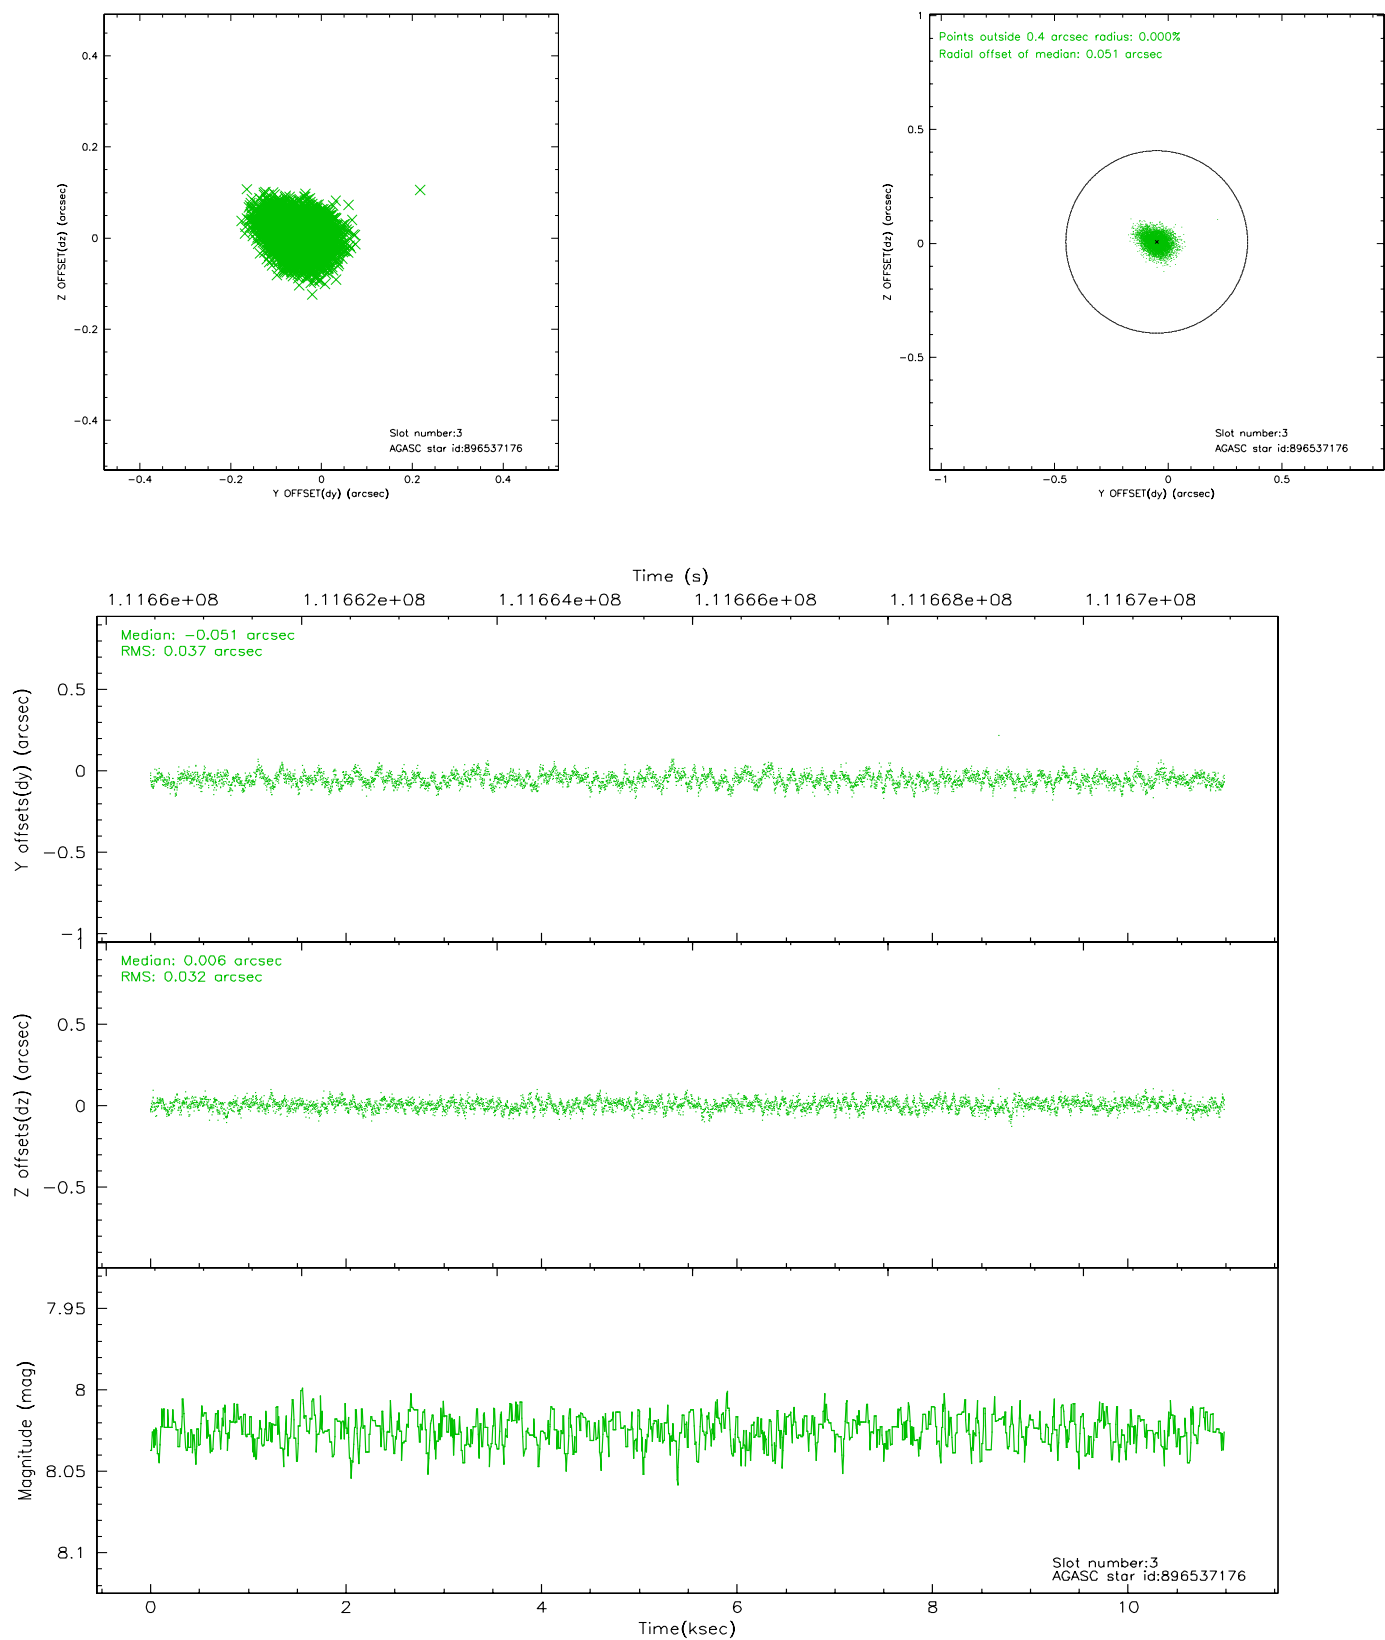 0.4
0.2
0
−0.2
−0.4
Z OFFSET(dz) (arcsec)
Slot number:3
AGASC star id:896537176
−0.4 −0.2 0 0.2 0.4
Y OFFSET(dy) (arcsec)
Points outside 0.4 arcsec radius: 0.000%
Radial offset of median: 0.051 arcsec
1
0.5
0
−0.5
−1
Z OFFSET(dz) (arcsec)
Slot number:3
AGASC star id:896537176
−1 −0.5 0 0.5
Y OFFSET(dy) (arcsec)
Time (s)
1.1166e+08 1.11662e+08 1.11664e+08 1.11666e+08 1.11668e+08 1.1167e+08
Median: −0.051 arcsec
RMS: 0.037 arcsec
0.5
0
−0.5
−1
Y offsets(dy) (arcsec)
Median: 0.006 arcsec
RMS: 0.032 arcsec
1
0.5
0
−0.5
Z offsets(dz) (arcsec)
7.95
8
8.05
8.1
Magnitude (mag)
Slot number:3
AGASC star id:896537176
0 2 4 6 8 10
Time(ksec)